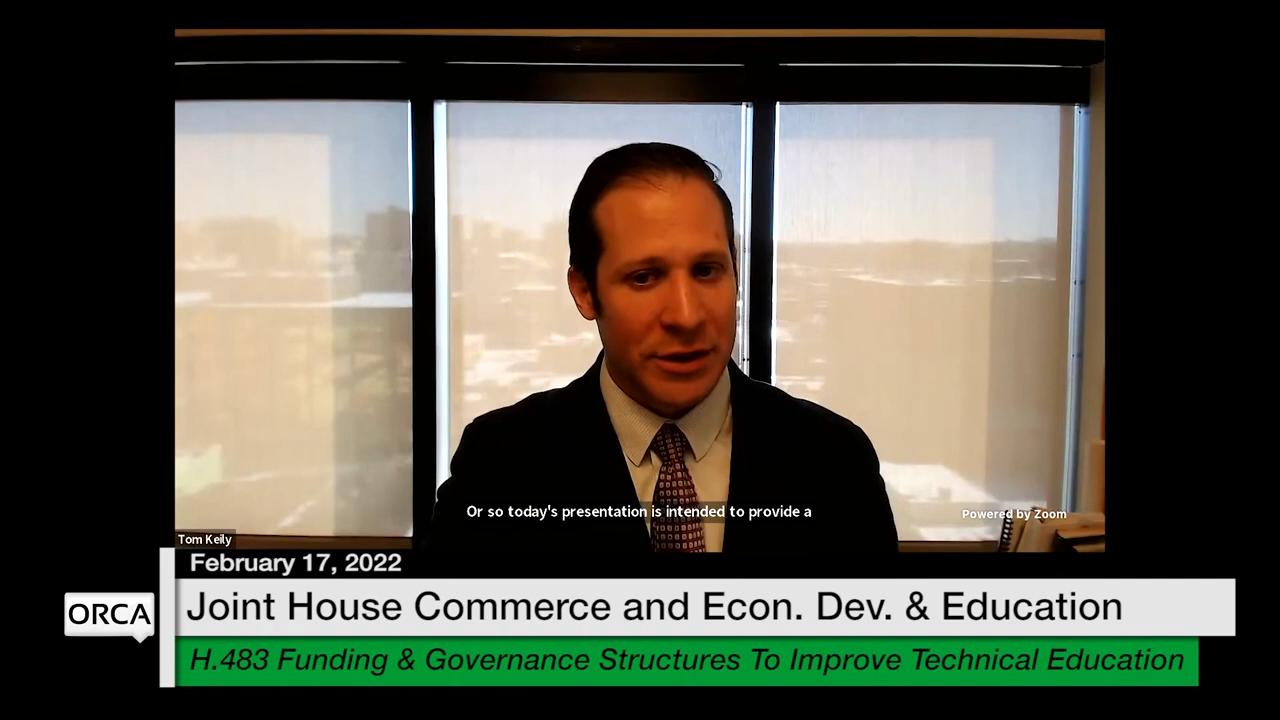 Or so today's presentation is intended to provide a
Powered by Zoom
Tom Keily
February 17, 2022
ORCA
Joint House Commerce and Econ. Dev. & Education
H.483 Funding & Governance Structures To Improve Technical Education